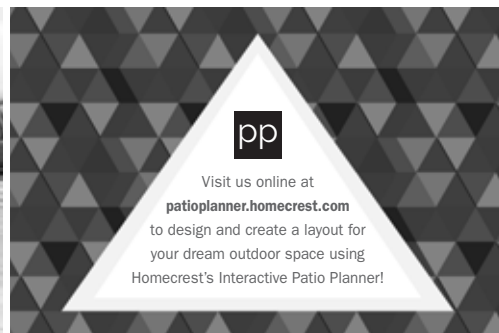 pp
Visit us online at
patioplanner.homecrest.com
to design and create a layout for
your dream outdoor space using
Homecrest's Interactive Patio Planner!